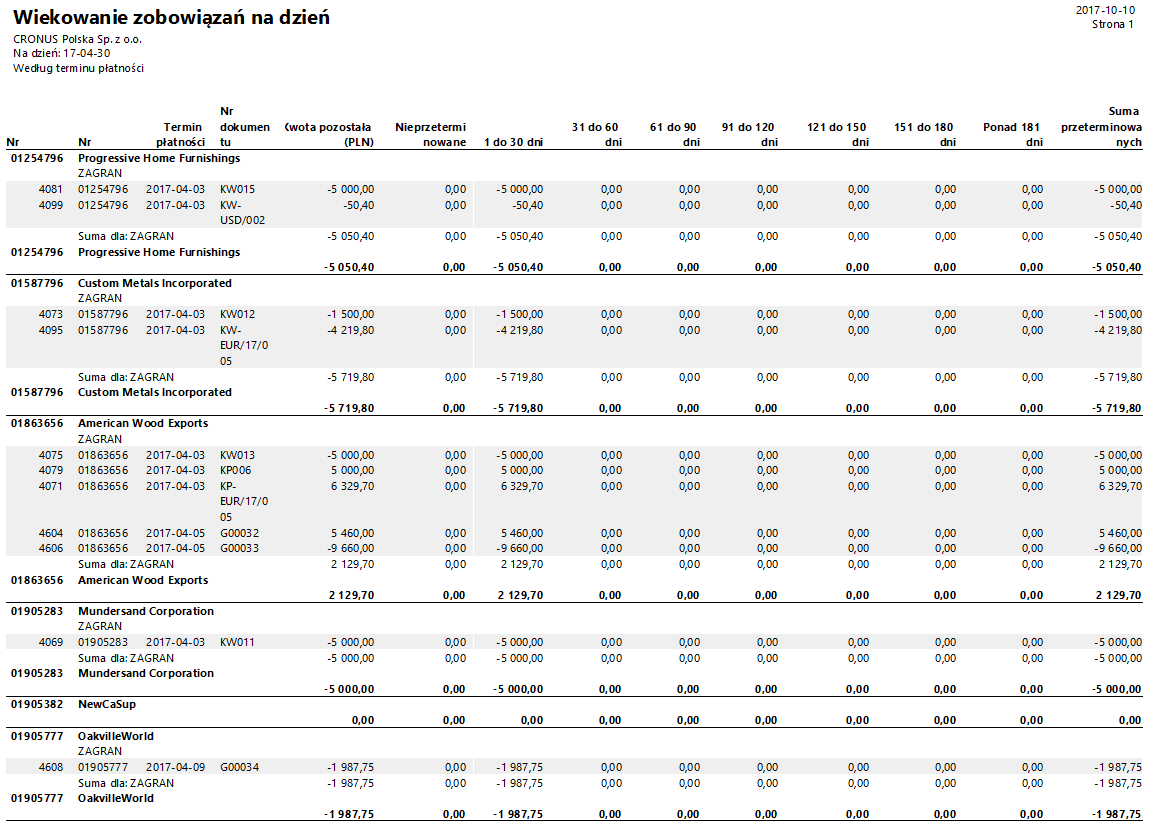 Wiekowanie zobowiązań na dzień
2017-10-10
Strona 1
CRONUS Polska Sp. z o.o.
Na dzień: 17-04-30
Według terminu płatności
Nr Nr Termin płatności Nr dokumen tu (wota pozostała (PLN) Nieprzetermi nowane 1 do 30 dni 31 do 60 dni 61 do 90 dni 91 do 120 dni 121 do 150 dni 151 do 180 dni Ponad 181 dni Suma przeterminowa nych
01254796 Progressive Home Furnishings
ZAGRAN
4081 01254796 2017-04-03 KW015 -5 000,00 0,00 -5 000,00 0,00 0,00 0,00 0,00 0,00 0,00 -5 000,00
4099 01254796 2017-04-03 KW- -50,40 0,00 -50,40 0,00 0,00 0,00 0,00 0,00 0,00 -50,40
USD/002
Suma dla: ZAGRAN -5 050,40 0,00 -5 050,40 0,00 0,00 0,00 0,00 0,00 0,00 -5 050,40
01254796 Progressive Home Furnishings
-5 050,40 0,00 -5 050,40 0,00 0,00 0,00 0,00 0,00 0,00 -5 050,40
01587796 Custom Metals Incorporated
ZAGRAN
4073 01587796 2017-04-03 KW012 -1 500,00 0,00 -1 500,00 0,00 0,00 0,00 0,00 0,00 0,00 -1 500,00
4095 01587796 2017-04-03 KW- -4 219,80 0,00 -4 219,80 0,00 0,00 0,00 0,00 0,00 0,00 -4 219,80
EUR/17/0
05
Suma dla: ZAGRAN -5 719,80 0,00 -5 719,80 0,00 0,00 0,00 0,00 0,00 0,00 -5 719,80
01587796 Custom Metals Incorporated
-5 719,80 0,00 -5 719,80 0,00 0,00 0,00 0,00 0,00 0,00 -5 719,80
01863656 American Wood Exports
ZAGRAN
4075 01863656 2017-04-03 KW013 -5 000,00 0,00 -5 000,00 0,00 0,00 0,00 0,00 0,00 0,00 -5 000,00
4079 01863656 2017-04-03 KP006 5 000,00 0,00 5 000,00 0,00 0,00 0,00 0,00 0,00 0,00 5 000,00
4071 01863656 2017-04-03 KP- 6 329,70 0,00 6 329,70 0,00 0,00 0,00 0,00 0,00 0,00 6 329,70
EUR/17/0
05
4604 01863656 2017-04-05 G00032 5 460,00 0,00 5 460,00 0,00 0,00 0,00 0,00 0,00 0,00 5 460,00
4606 01863656 2017-04-05 G00033 -9 660,00 0,00 -9 660,00 0,00 0,00 0,00 0,00 0,00 0,00 -9 660,00
Suma dla: ZAGRAN 2 129,70 0,00 2 129,70 0,00 0,00 0,00 0,00 0,00 0,00 2 129,70
01863656 American Wood Exports
2 129,70 0,00 2 129,70 0,00 0,00 0,00 0,00 0,00 0,00 2 129,70
01905283 Mundersand Corporation
ZAGRAN
4069 01905283 2017-04-03 KW011 -5 000,00 0,00 -5 000,00 0,00 0,00 0,00 0,00 0,00 0,00 -5 000,00
Suma dla: ZAGRAN -5 000,00 0,00 -5 000,00 0,00 0,00 0,00 0,00 0,00 0,00 -5 000,00
01905283 Mundersand Corporation
-5 000,00 0,00 -5 000,00 0,00 0,00 0,00 0,00 0,00 0,00 -5 000,00
01905382 NewCaSup
0,00 0,00 0,00 0,00 0,00 0,00 0,00 0,00 0,00 0,00
01905777 OakvilleWorld
ZAGRAN
4608 01905777 2017-04-09 G00034 -1 987,75 0,00 -1 987,75 0,00 0,00 0,00 0,00 0,00 0,00 -1 987,75
Suma dla: ZAGRAN -1 987,75 0,00 -1 987,75 0,00 0,00 0,00 0,00 0,00 0,00 -1 987,75
01905777 OakvilleWorld
-1 987,75 0,00 -1 987,75 0,00 0,00 0,00 0,00 0,00 0,00 -1 987,75